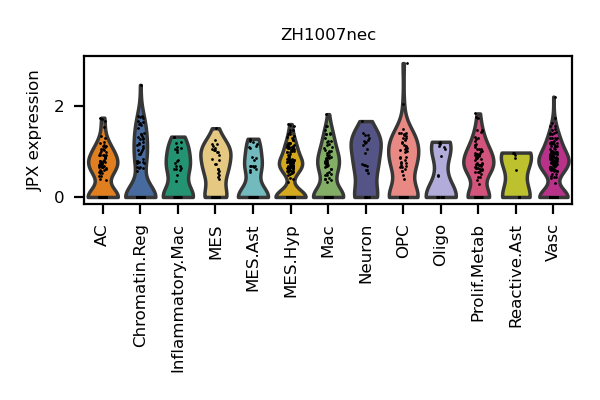 ZH1007nec
JPX expression
2
0
AC
Chromatin.Reg
Inflammatory.Mac
MES
MES.Ast
MES.Hyp
Mac
Neuron
OPC
Oligo
Prolif.Metab
Reactive.Ast
Vasc